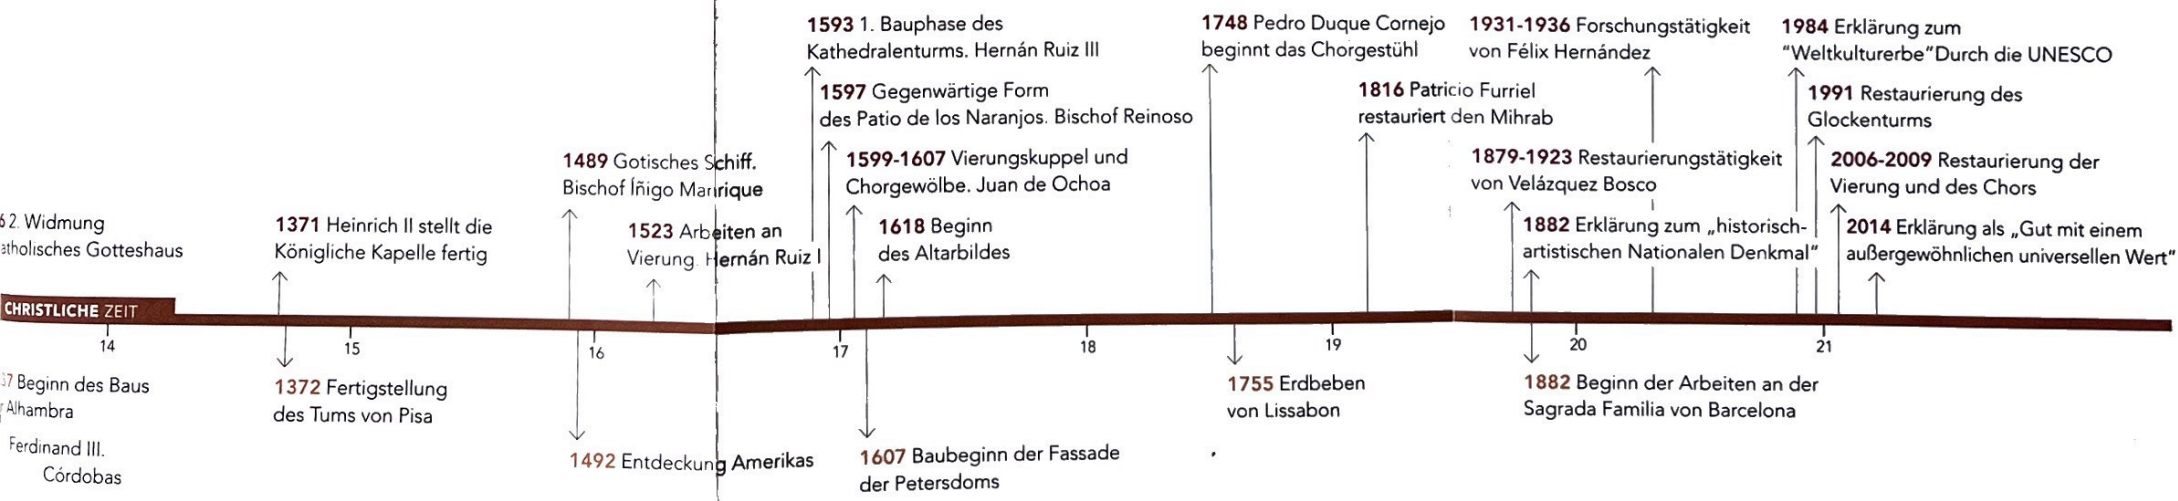 1593 1. Bauphase des
Kathedralenturms. Hernán Ruiz III
1748 Pedro Duque Cornejo
beginnt das Chorgestühl
1931-1936 Forschungstätigkeit
von Félix Hernández
1984 Erklärung zum
"Weltkulturerbe"Durch die UNESCO
1597 Gegenwärtige Form
des Patio de los Naranjos. Bischof Reinoso
1816 Patricio Furriel
restauriert den Mihrab
1991 Restaurierung des
Glockenturms
1489 Gotisches Schiff.
Bischof Íñigo Manrique
1599-1607 Vierungskuppel und
Chorgewölbe. Juan de Ochoa
1879-1923 Restaurierungstätigkeit
von Velázquez Bosco
2006-2009 Restaurierung der
Vierung und des Chors
6 2. Widmung
atholisches Gotteshaus
1371 Heinrich II stellt die
Königliche Kapelle fertig
1523 Arbeiten an
Vierung. Hernán Ruiz I
1618 Beginn
des Altarbildes
1882 Erklärung zum „historisch-
artistischen Nationalen Denkmal"
2014 Erklärung als „Gut mit einem
außergewöhnlichen universellen Wert"
CHRISTLICHE ZEIT
14
15
16
17
18
19
20
21
37 Beginn des Baus
r Alhambra
Ferdinand III.
Córdobas
1372 Fertigstellung
des Tums von Pisa
1492 Entdeckung Amerikas
1607 Baubeginn der Fassade
der Petersdoms
1755 Erdbeben
von Lissabon
1882 Beginn der Arbeiten an der
Sagrada Familia von Barcelona